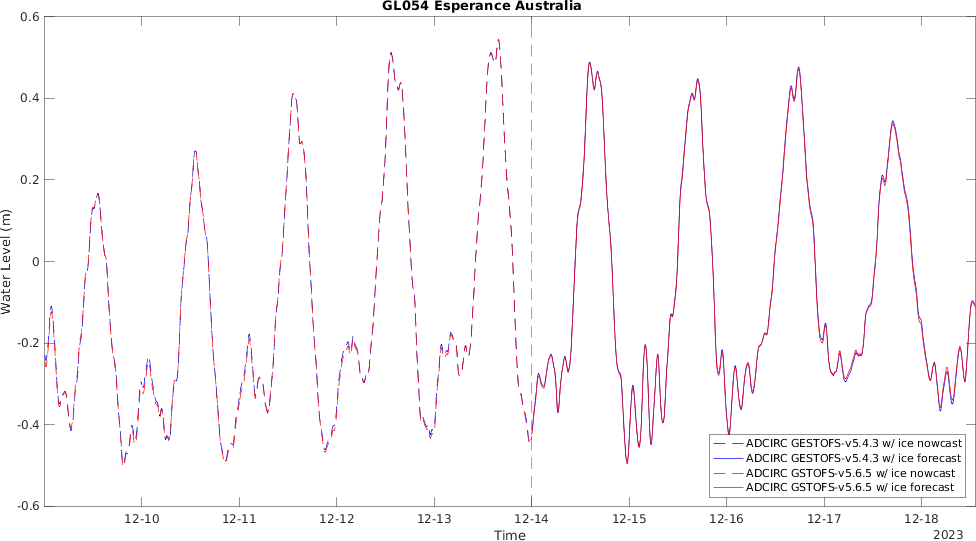 GL054 Esperance Australia
0.6
0.4
0.2
0
-0.2
-0.4
-0.6
Water Level (m)
ADCIRC GESTOFS-v5.4.3 w/ ice nowcast
ADCIRC GESTOFS-v5.4.3 w/ ice forecast
ADCIRC GSTOFS-v5.6.5 w/ ice nowcast
ADCIRC GSTOFS-v5.6.5 w/ ice forecast
12-10 12-11 12-12 12-13 12-14 12-15 12-16 12-17 12-18
Time
2023